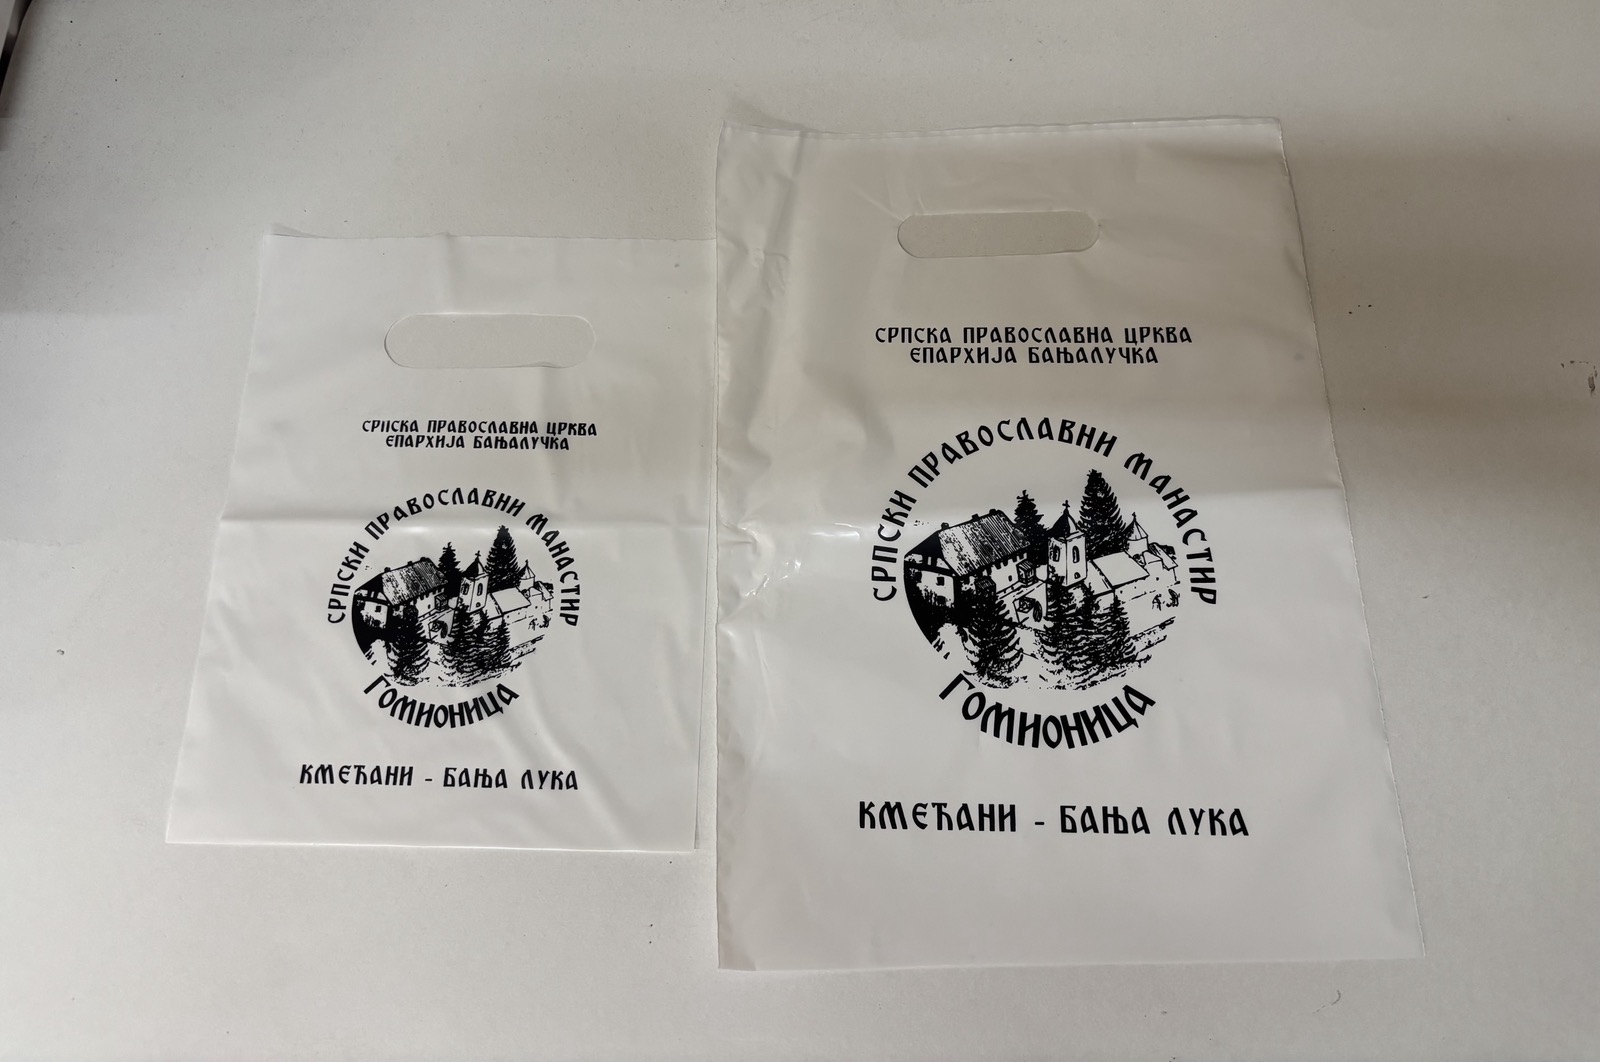 СРПСКА ПРАВОСЛАВНА ЦРКВА
ЕПАРХИЈА БАЊАЛУЧКА
СРПСКИ ПРАВОСЛАВНИ МАНАСТИР
ГОМИОНИЦА
КМЕЋАНИ - БАЊА ЛУКА
СРПСКА ПРАВОСЛАВНА ЦРКВА
ЕПАРХИЈА БАЊАЛУЧКА
СРПСКИ ПРАВОСЛАВНИ МАНАСТИР
ГОМИОНИЦА
КМЕЋАНИ - БАЊА ЛУКА